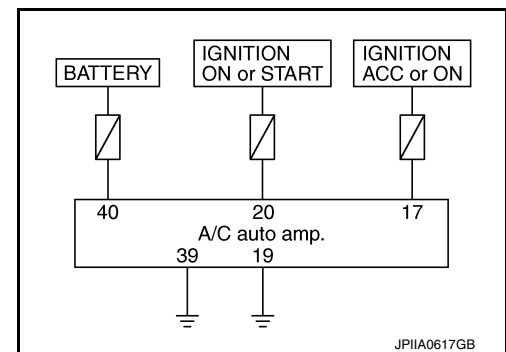 BATTERY
IGNITION
ON or START
IGNITION
ACC or ON
40 20 17
A/C auto amp.
39 19
JPIIA0617GB